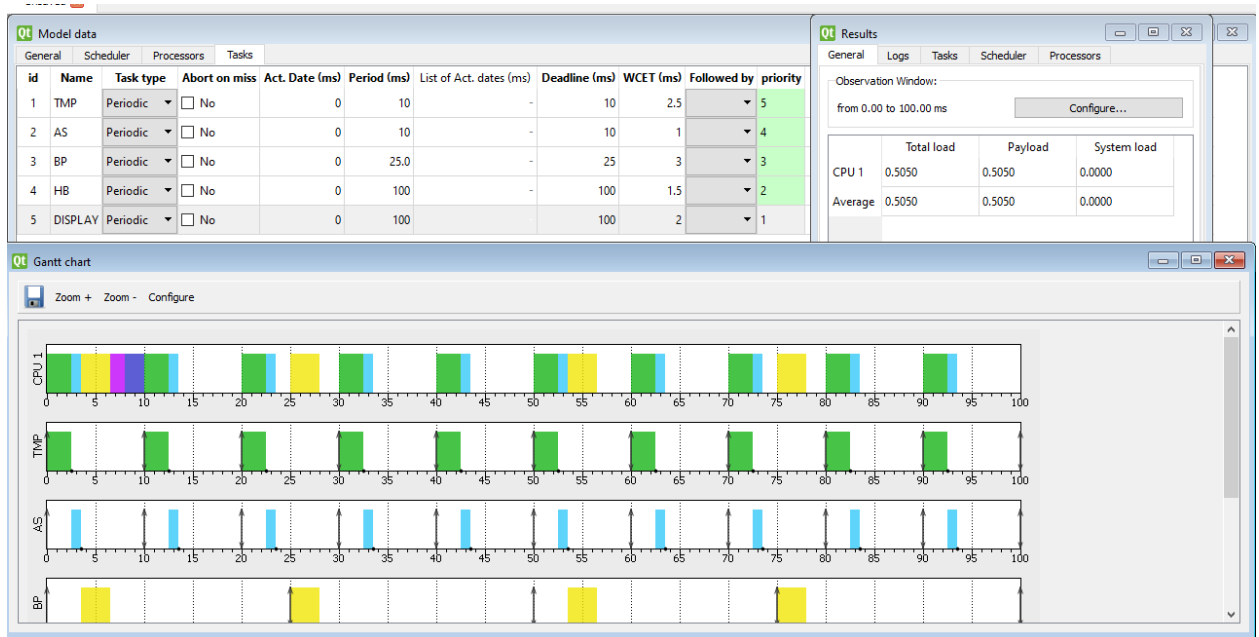 Unsaved
Model data
General Scheduler Processors Tasks
id Name Task type Abort on miss Act. Date (ms) Period (ms) List of Act. dates (ms) Deadline (ms) WCET (ms) Followed by priority
1 TMP Periodic No 0 10 - 10 2.5 5
2 AS Periodic No 0 10 - 10 1 4
3 BP Periodic No 0 25.0 - 25 3 3
4 HB Periodic No 0 100 - 100 1.5 2
5 DISPLAY Periodic No 0 100 - 100 2 1
Results
General Logs Tasks Scheduler Processors
Observation Window:
from 0.00 to 100.00 ms Configure...
Total load Payload System load
CPU 1 0.5050 0.5050 0.0000
Average 0.5050 0.5050 0.0000
Gantt chart
Zoom + Zoom - Configure
CPU 1
0 5 10 15 20 25 30 35 40 45 50 55 60 65 70 75 80 85 90 95 100
TMP
0 5 10 15 20 25 30 35 40 45 50 55 60 65 70 75 80 85 90 95 100
AS
0 5 10 15 20 25 30 35 40 45 50 55 60 65 70 75 80 85 90 95 100
BP